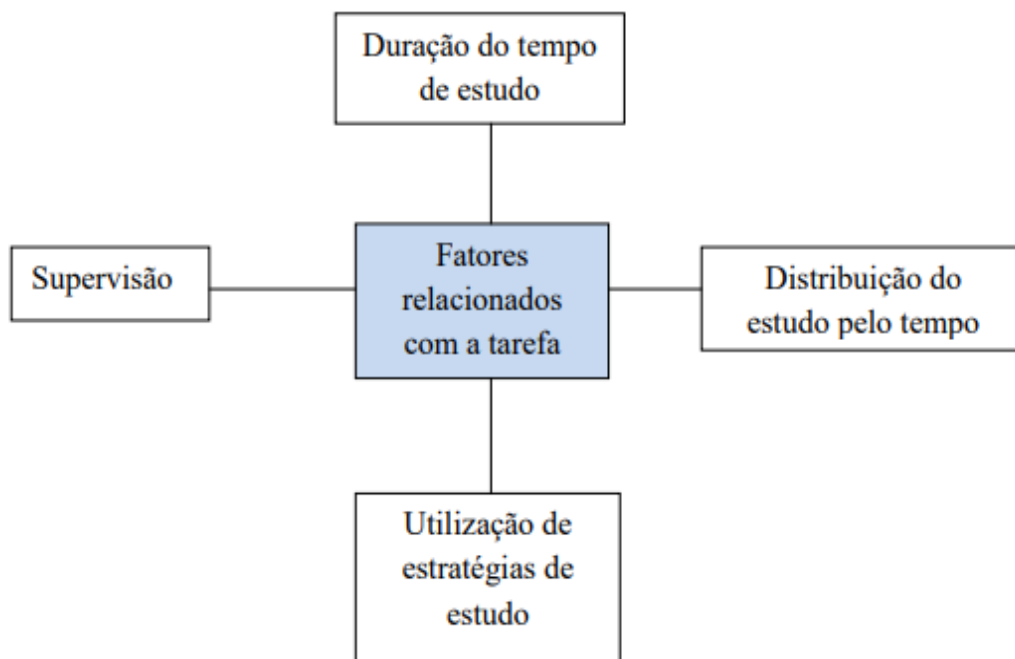 Duração do tempo
de estudo
Supervisão
Fatores
relacionados
com a tarefa
Distribuição do
estudo pelo tempo
Utilização de
estratégias de
estudo